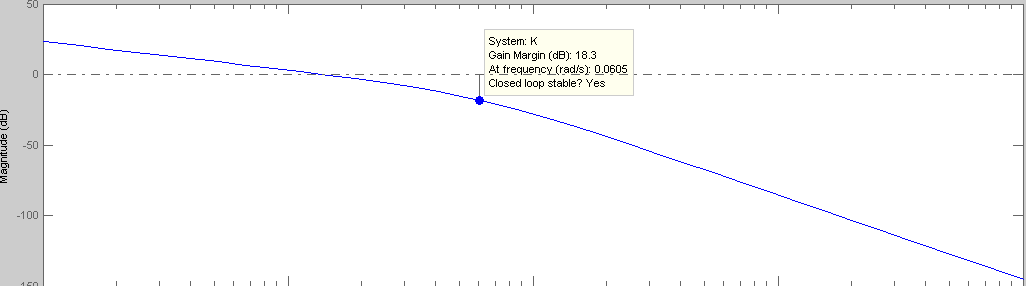 50
System: K
Gain Margin (dB): 18.3
At frequency (rad/s): 0.0605
Closed loop stable? Yes
0
-50
-100
-150
Magnitude (dB)